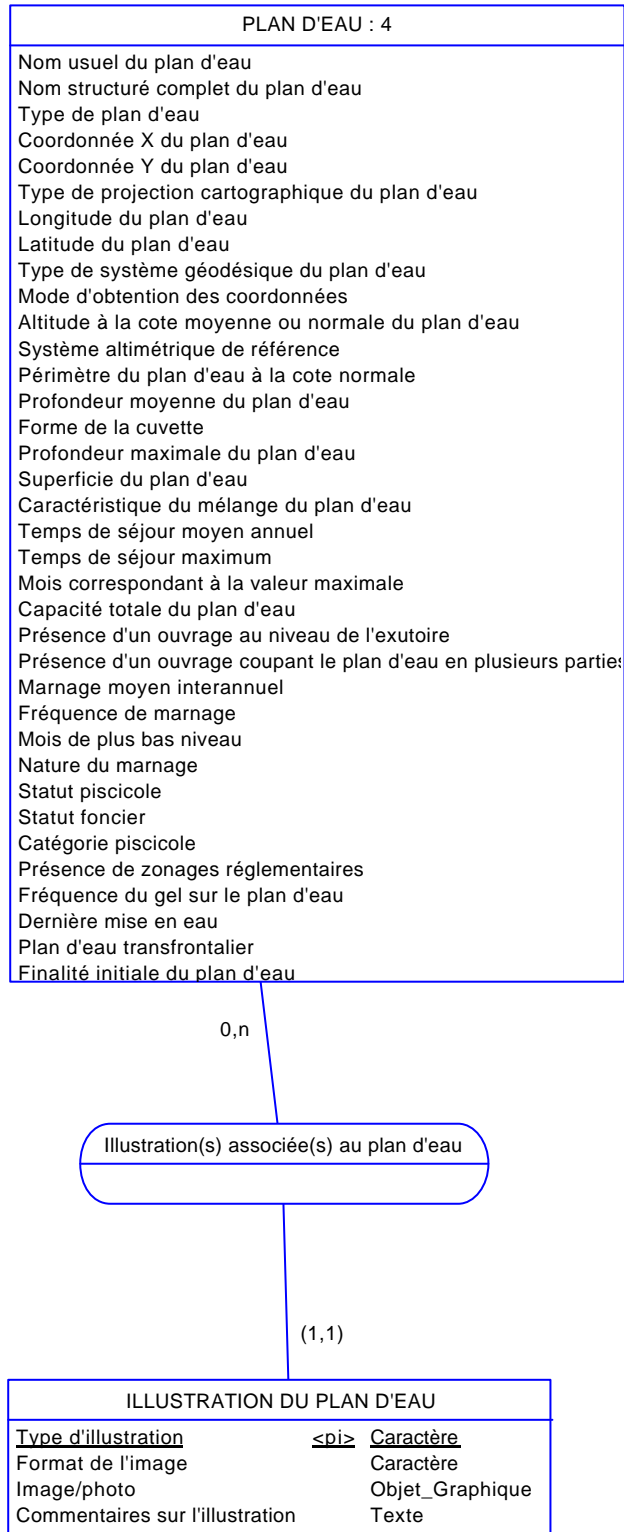 PLAN D'EAU : 4
Nom usuel du plan d'eau
Nom structuré complet du plan d'eau
Type de plan d'eau
Coordonnée X du plan d'eau
Coordonnée Y du plan d'eau
Type de projection cartographique du plan d'eau
Longitude du plan d'eau
Latitude du plan d'eau
Type de système géodésique du plan d'eau
Mode d'obtention des coordonnées
Altitude à la cote moyenne ou normale du plan d'eau
Système altimétrique de référence
Périmètre du plan d'eau à la cote normale
Profondeur moyenne du plan d'eau
Forme de la cuvette
Profondeur maximale du plan d'eau
Superficie du plan d'eau
Caractéristique du mélange du plan d'eau
Temps de séjour moyen annuel
Temps de séjour maximum
Mois correspondant à la valeur maximale
Capacité totale du plan d'eau
Présence d'un ouvrage au niveau de l'exutoire
Présence d'un ouvrage coupant le plan d'eau en plusieurs parties
Marnage moyen interannuel
Fréquence de marnage
Mois de plus bas niveau
Nature du marnage
Statut piscicole
Statut foncier
Catégorie piscicole
Présence de zonages réglementaires
Fréquence du gel sur le plan d'eau
Dernière mise en eau
Plan d'eau transfrontalier
Finalité initiale du plan d'eau
0,n
Illustration(s) associée(s) au plan d'eau
(1,1)
ILLUSTRATION DU PLAN D'EAU
Type d'illustration <pi> Caractère
Format de l'image Caractère
Image/photo Objet_Graphique
Commentaires sur l'illustration Texte